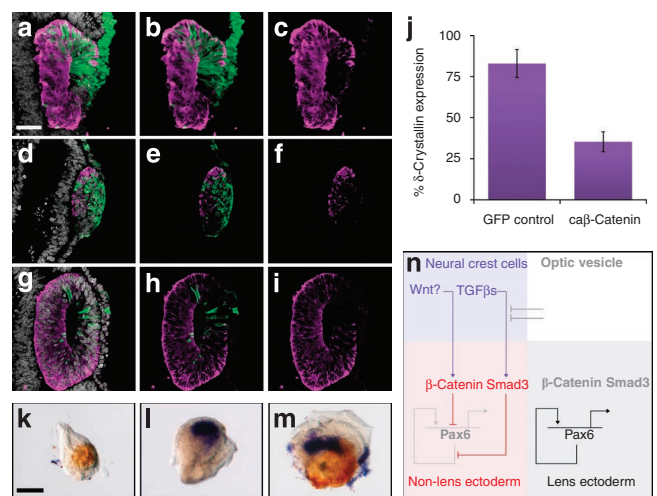 a
b
c
d
e
f
g
h
i
j
% δ-Crystallin expression
100
75
50
25
0
GFP control
caβ-Catenin
k
l
m
n
Neural crest cells
Optic vesicle
Wnt?
TGFβs
β-Catenin Smad3
β-Catenin Smad3
Pax6
Pax6
Non-lens ectoderm
Lens ectoderm